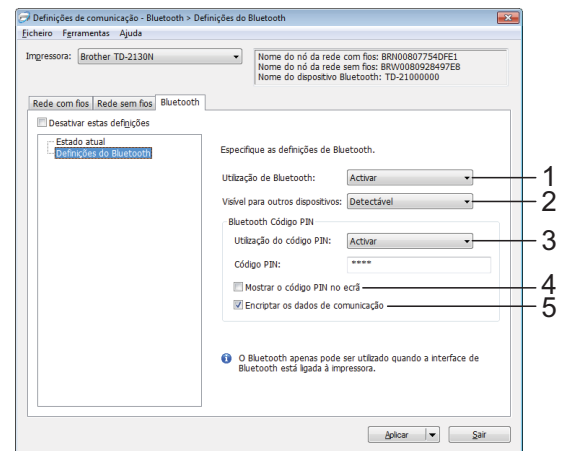 Definições de comunicação - Bluetooth > Definições do Bluetooth
Ficheiro Ferramentas Ajuda
Impressora: Brother TD-2130N
Nome do nó da rede com fios: BRN00807754DFE1
Nome do nó da rede sem fios: BRW0080928497E8
Nome do dispositivo Bluetooth: TD-21000000
Rede com fios Rede sem fios Bluetooth
Desativar estas definições
Estado atual
Definições do Bluetooth
Especifique as definições de Bluetooth.
Utilização de Bluetooth: Activar 1
Visível para outros dispositivos: Detectável 2
Bluetooth Código PIN
Utilização do código PIN: Activar 3
Código PIN: ****
Mostrar o código PIN no ecrã 4
Encriptar os dados de comunicação 5
O Bluetooth apenas pode ser utilizado quando a interface de
Bluetooth está ligada à impressora.
Aplicar Sair